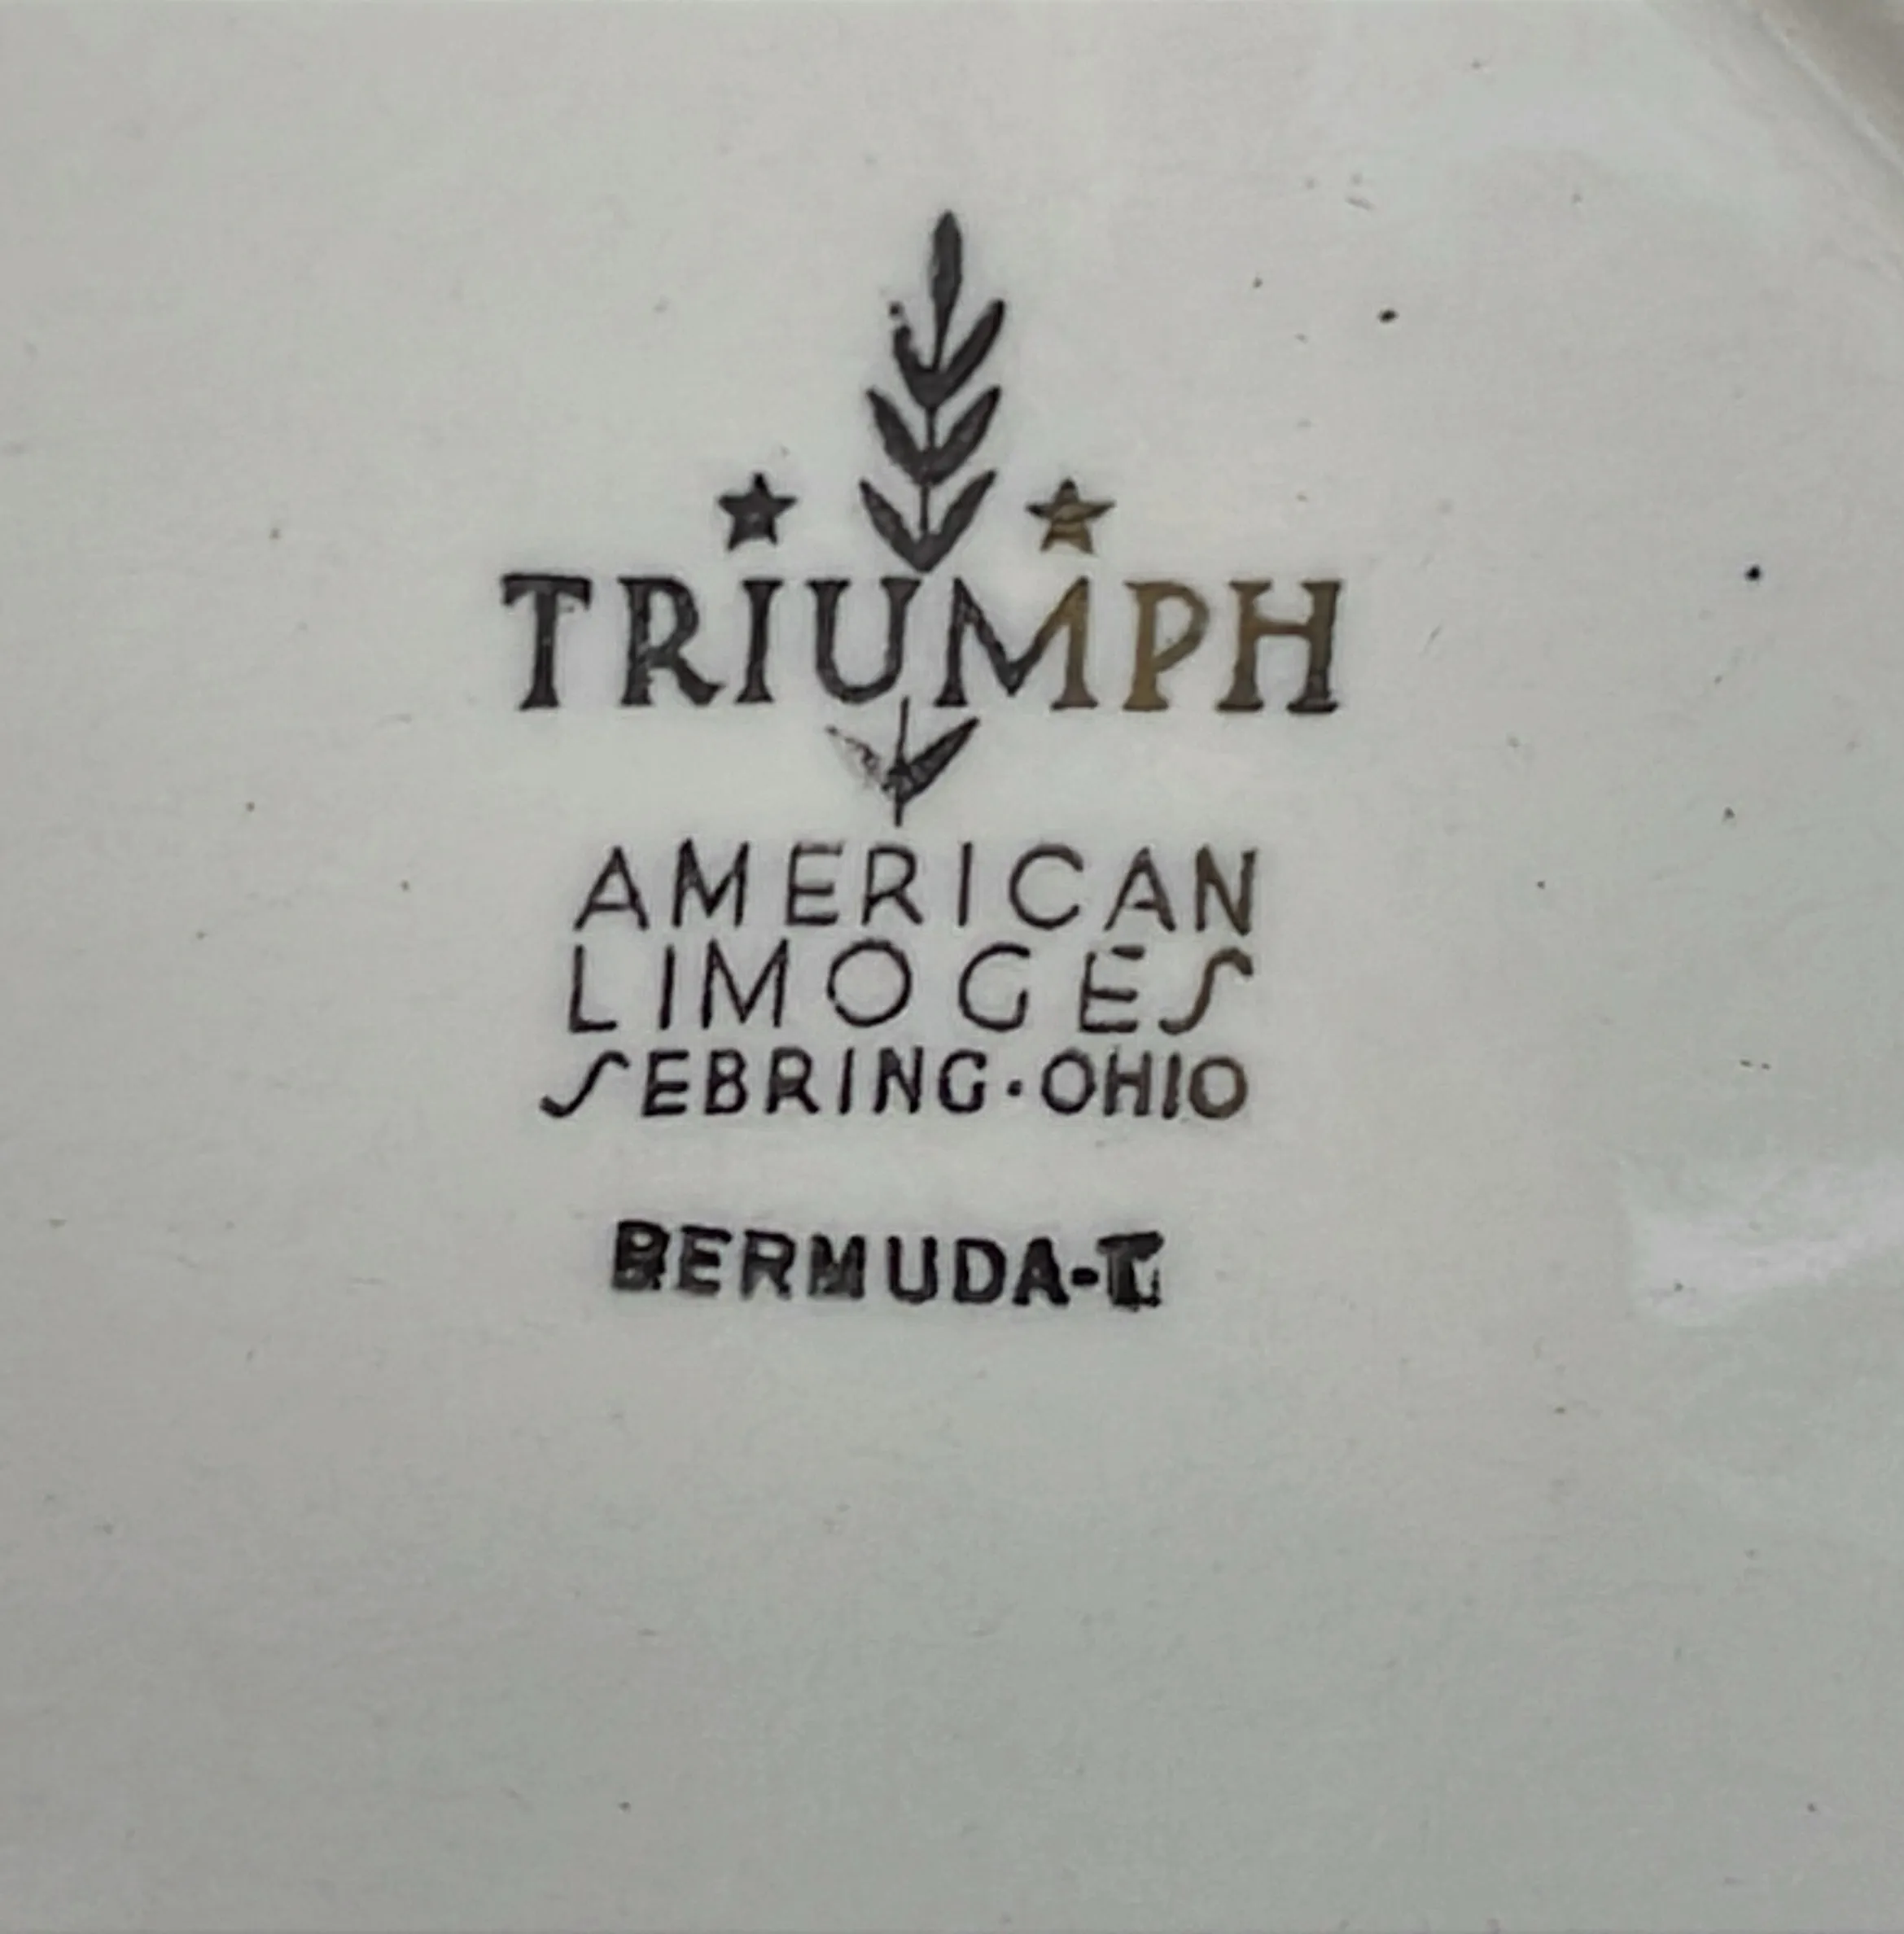 TRIUMPH
AMERICAN
LIMOGES
SEBRING·OHIO
BERMUDA-T